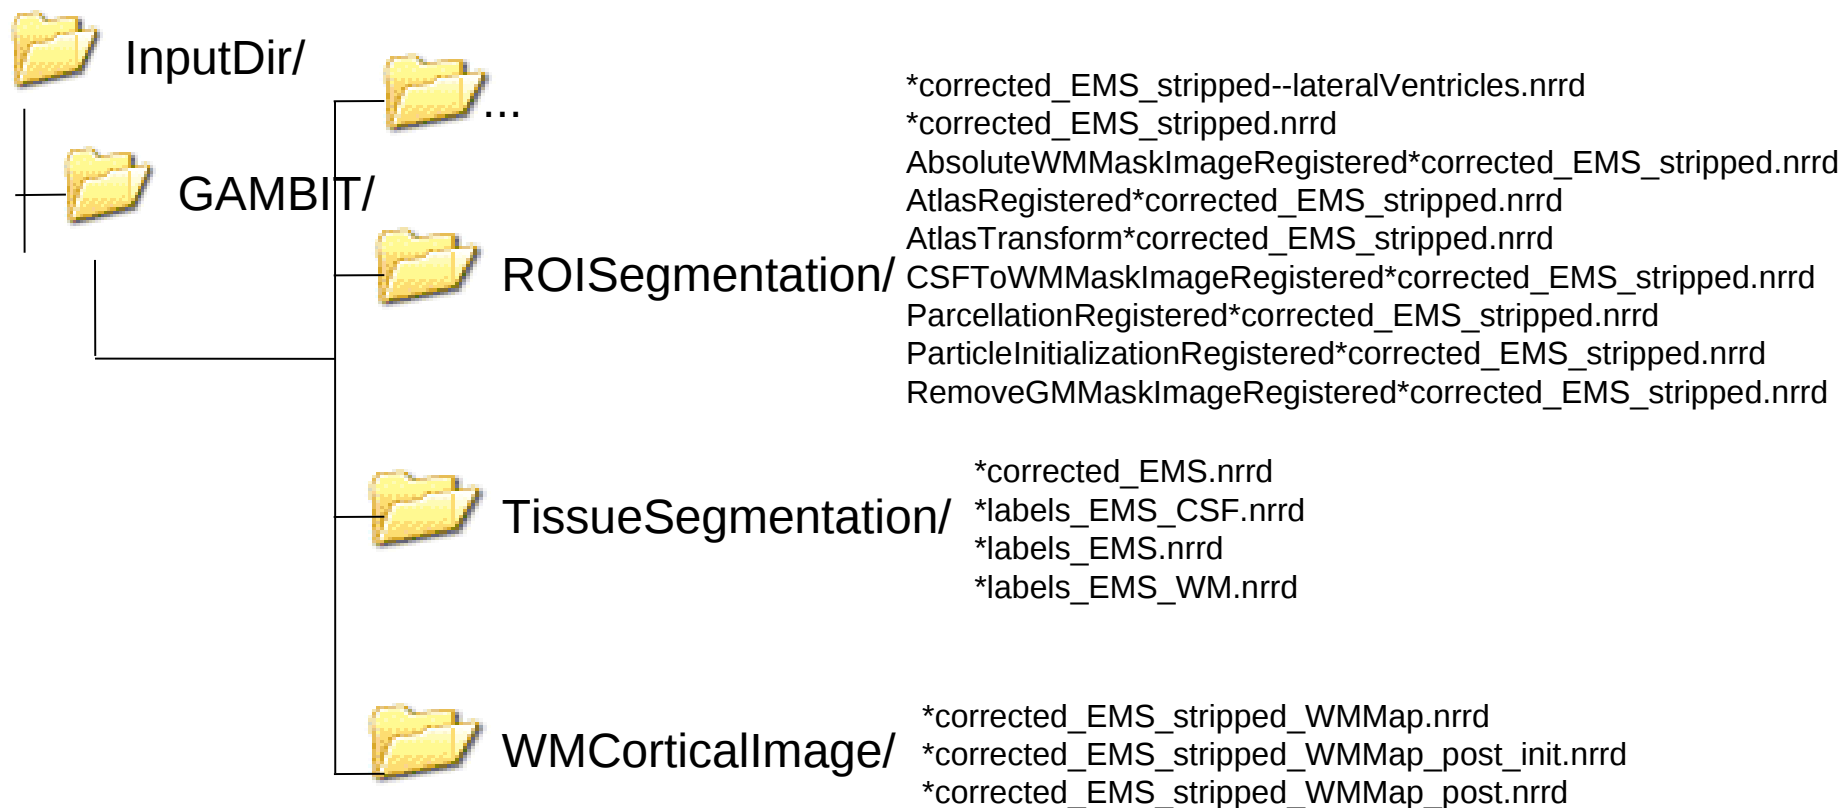 InputDir/
...
GAMBIT/
ROISegmentation/
*corrected_EMS_stripped--lateralVentricles.nrrd
*corrected_EMS_stripped.nrrd
AbsoluteWMMaskImageRegistered*corrected_EMS_stripped.nrrd
AtlasRegistered*corrected_EMS_stripped.nrrd
AtlasTransform*corrected_EMS_stripped.nrrd
CSFToWMMaskImageRegistered*corrected_EMS_stripped.nrrd
ParcellationRegistered*corrected_EMS_stripped.nrrd
ParticleInitializationRegistered*corrected_EMS_stripped.nrrd
RemoveGMMaskImageRegistered*corrected_EMS_stripped.nrrd
TissueSegmentation/
*corrected_EMS.nrrd
*labels_EMS_CSF.nrrd
*labels_EMS.nrrd
*labels_EMS_WM.nrrd
WMCorticalImage/
*corrected_EMS_stripped_WMMap.nrrd
*corrected_EMS_stripped_WMMap_post_init.nrrd
*corrected_EMS_stripped_WMMap_post.nrrd